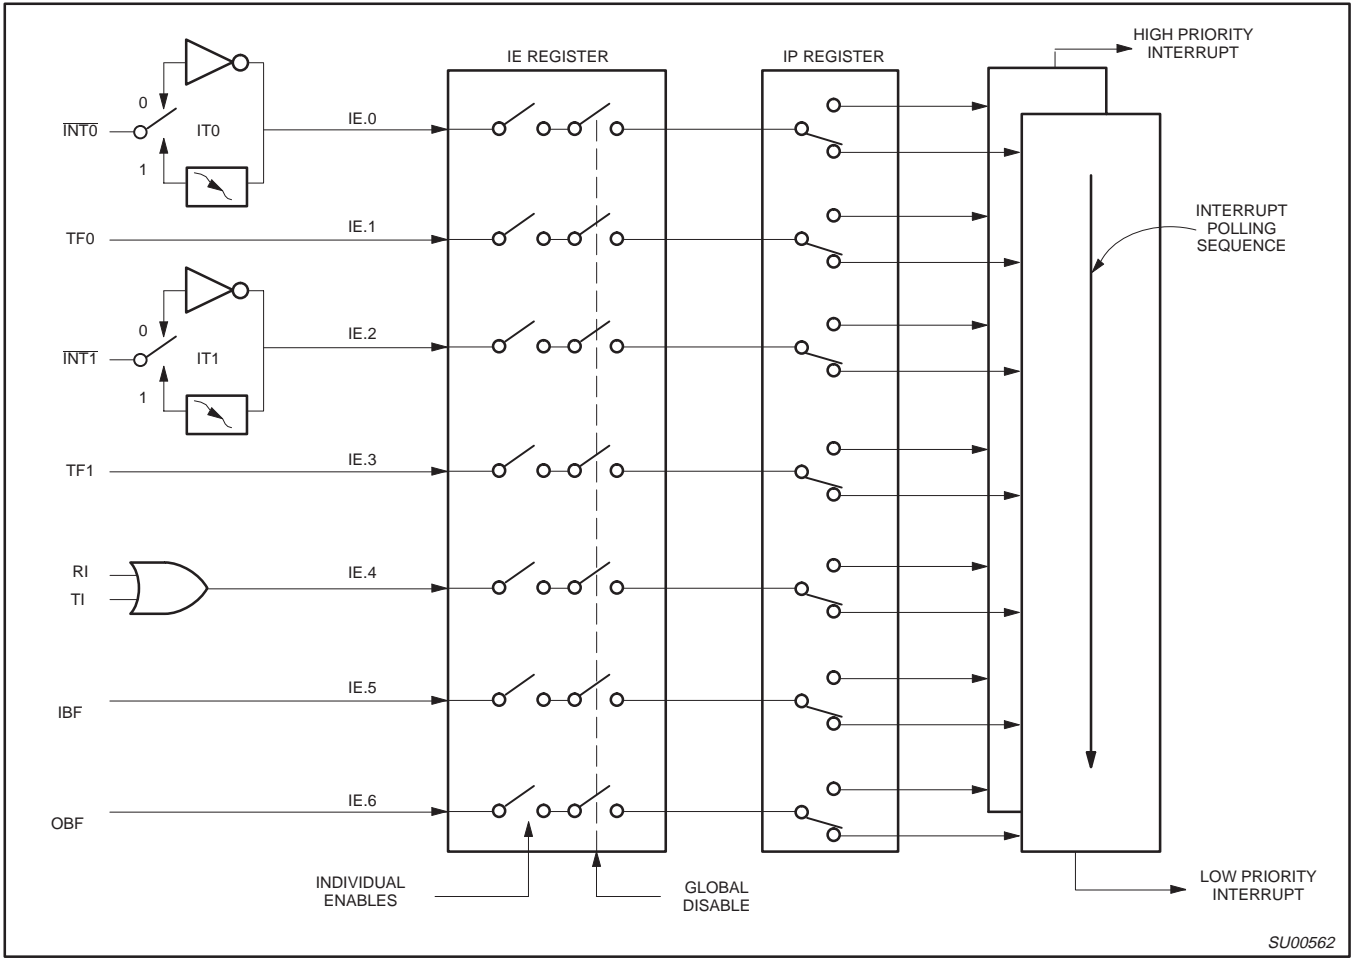 HIGH PRIORITY
INTERRUPT
IE REGISTER
IP REGISTER
0
INT0
IT0
1
IE.0
TF0
IE.1
INTERRUPT
POLLING
SEQUENCE
0
INT1
IT1
1
IE.2
TF1
IE.3
RI
TI
IE.4
IBF
IE.5
OBF
IE.6
INDIVIDUAL
ENABLES
GLOBAL
DISABLE
LOW PRIORITY
INTERRUPT
SU00562